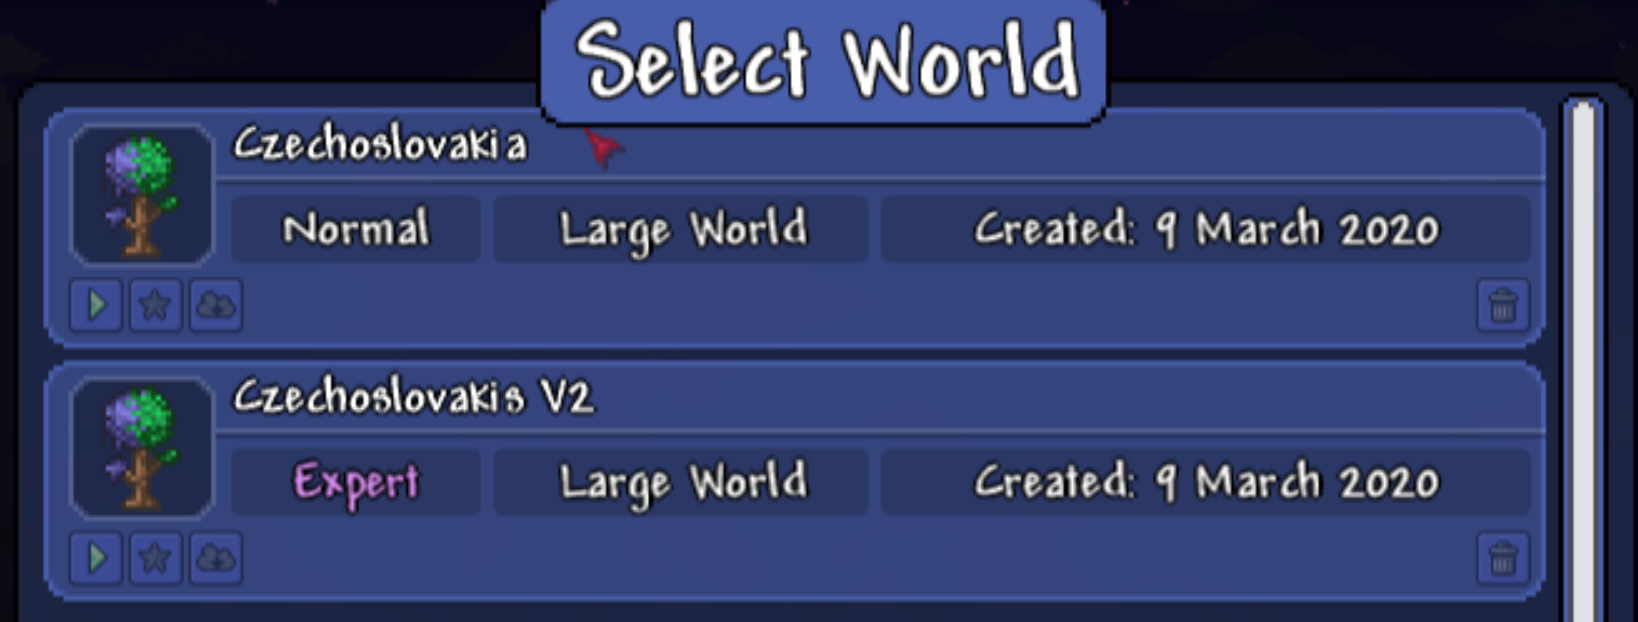 Select World
Czechoslovakia
Normal Large World Created: 9 March 2020
Czechoslovakis V2
Expert Large World Created: 9 March 2020